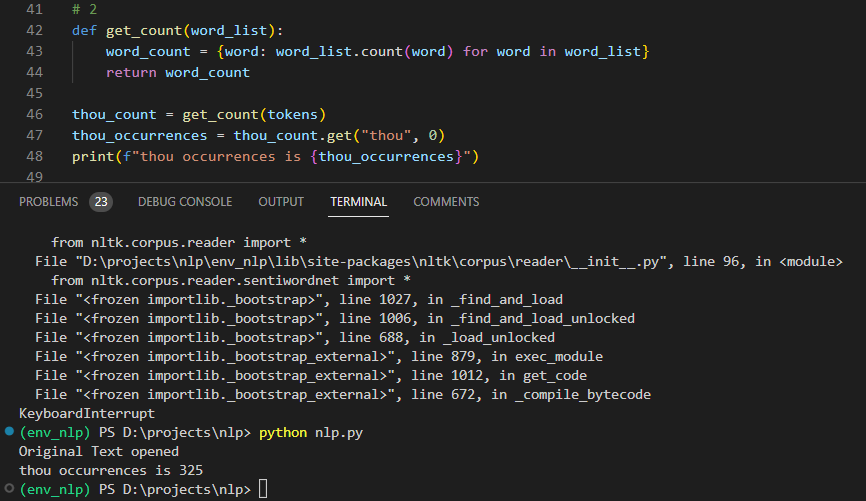 41 # 2
42 def get_count(word_list):
43     word_count = {word: word_list.count(word) for word in word_list}
44     return word_count
45
46 thou_count = get_count(tokens)
47 thou_occurrences = thou_count.get("thou", 0)
48 print(f"thou occurrences is {thou_occurrences}")
49
PROBLEMS 23 DEBUG CONSOLE OUTPUT TERMINAL COMMENTS
    from nltk.corpus.reader import *
  File "D:\projects\nlp\env_nlp\lib\site-packages\nltk\corpus\reader\__init__.py", line 96, in <module>
    from nltk.corpus.reader.sentiwordnet import *
  File "<frozen importlib._bootstrap>", line 1027, in _find_and_load
  File "<frozen importlib._bootstrap>", line 1006, in _find_and_load_unlocked
  File "<frozen importlib._bootstrap>", line 688, in _load_unlocked
  File "<frozen importlib._bootstrap_external>", line 879, in exec_module
  File "<frozen importlib._bootstrap_external>", line 1012, in get_code
  File "<frozen importlib._bootstrap_external>", line 672, in _compile_bytecode
KeyboardInterrupt
(env_nlp) PS D:\projects\nlp> python nlp.py
Original Text opened
thou occurrences is 325
(env_nlp) PS D:\projects\nlp>